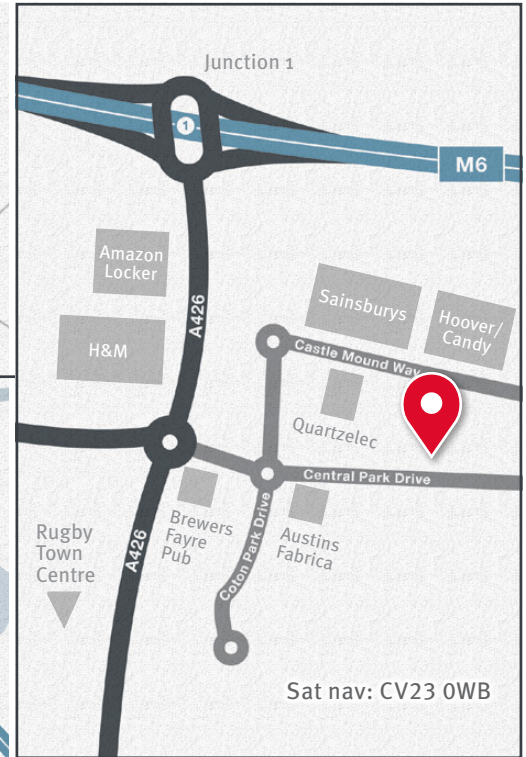 Junction 1
1
M6
Amazon
Locker
A426
Sainsburys
Hoover/
Candy
H&M
Castle Mound Way
Quartzelec
Central Park Drive
Brewers
Fayre
Pub
Austins
Fabrica
Rugby
Town
Centre
A426
Coton Park Drive
Sat nav: CV23 0WB